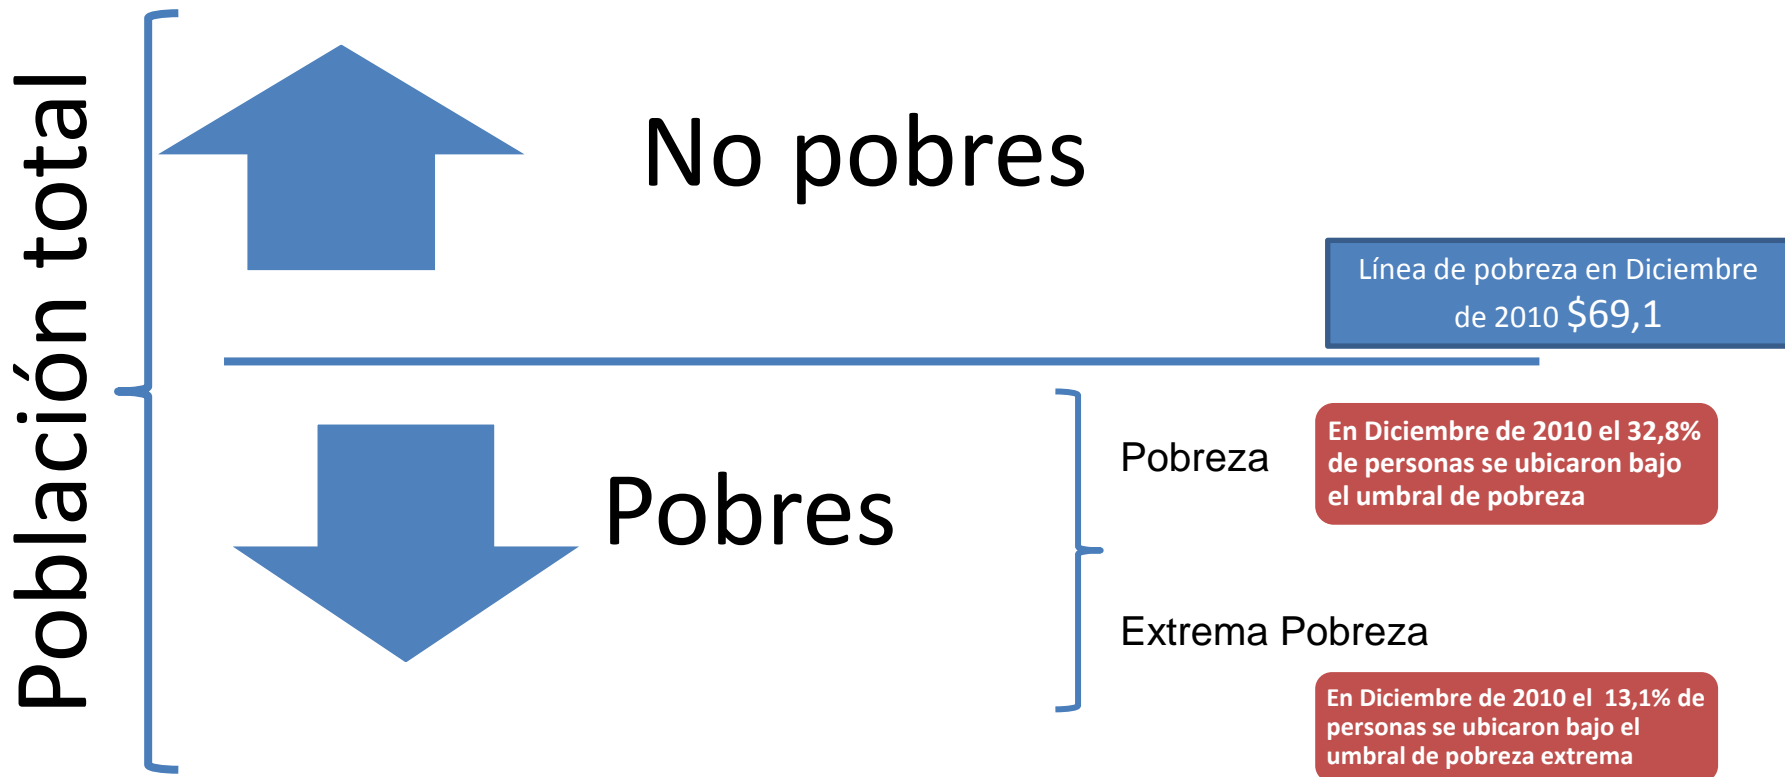 Población total
No pobres
Línea de pobreza en Diciembre
de 2010 $69,1
Pobres
Pobreza
En Diciembre de 2010 el 32,8%
de personas se ubicaron bajo
el umbral de pobreza
Extrema Pobreza
En Diciembre de 2010 el 13,1% de
personas se ubicaron bajo el
umbral de pobreza extrema